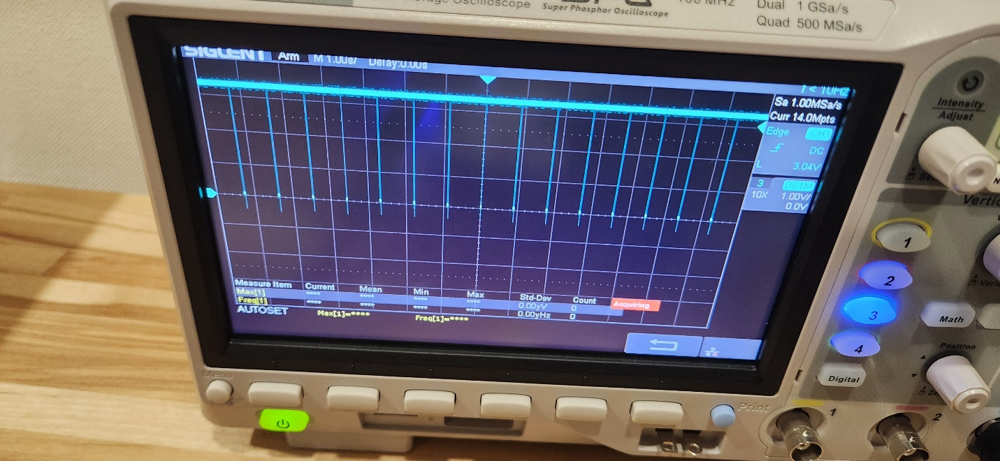 Oscilloscope
Super Phosphor Oscilloscope
100 MHz
Dual 1 GSa/s
Quad 500 MSa/s
SIGLENT Arm M 1.00s/ Delay:0.00s
f < 10Hz
Sa 1.00MSa/s
Curr 14.0Mpts
Edge CH3
DC
L 3.04V
3 DC1M
10X 1.00V/
0.0V
Measure Item Current Mean Min Max Std-Dev Count
Max[1] **** **** **** **** 0.00yV 0
Freq[1] **** **** **** **** 0.00yHz 0
Acquiring
AUTOSET Max[1]=**** Freq[1]=****
Intensity
Adjust
1
2
3
4
Math
Digital
Position
Menu
Print
1
2